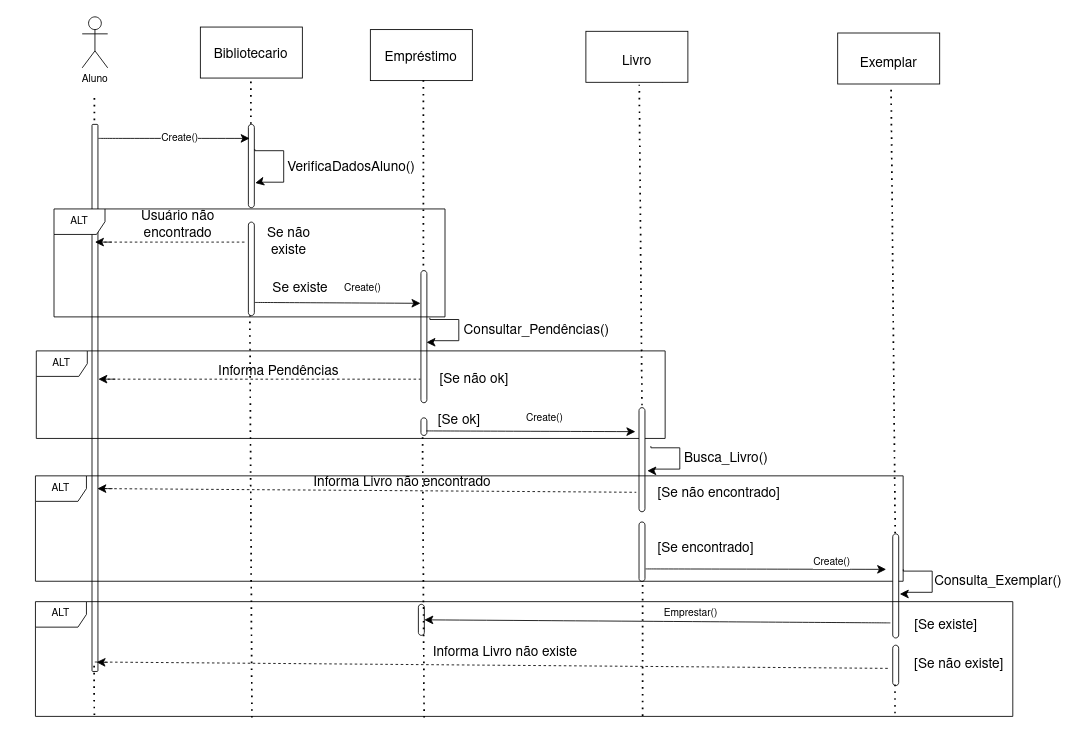 Aluno
Bibliotecario
Empréstimo
Livro
Exemplar
Create()
VerificaDadosAluno()
ALT
Usuário não
encontrado
Se não
existe
Se existe
Create()
Consultar_Pendências()
ALT
Informa Pendências
[Se não ok]
[Se ok]
Create()
Busca_Livro()
ALT
Informa Livro não encontrado
[Se não encontrado]
[Se encontrado]
Create()
Consulta_Exemplar()
ALT
Emprestar()
[Se existe]
Informa Livro não existe
[Se não existe]